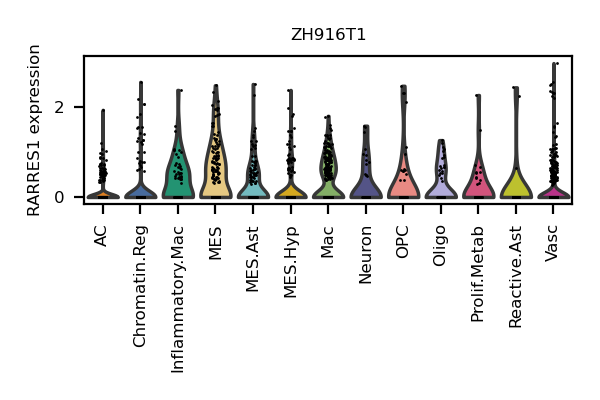 ZH916T1
RARRES1 expression
2
0
AC
Chromatin.Reg
Inflammatory.Mac
MES
MES.Ast
MES.Hyp
Mac
Neuron
OPC
Oligo
Prolif.Metab
Reactive.Ast
Vasc